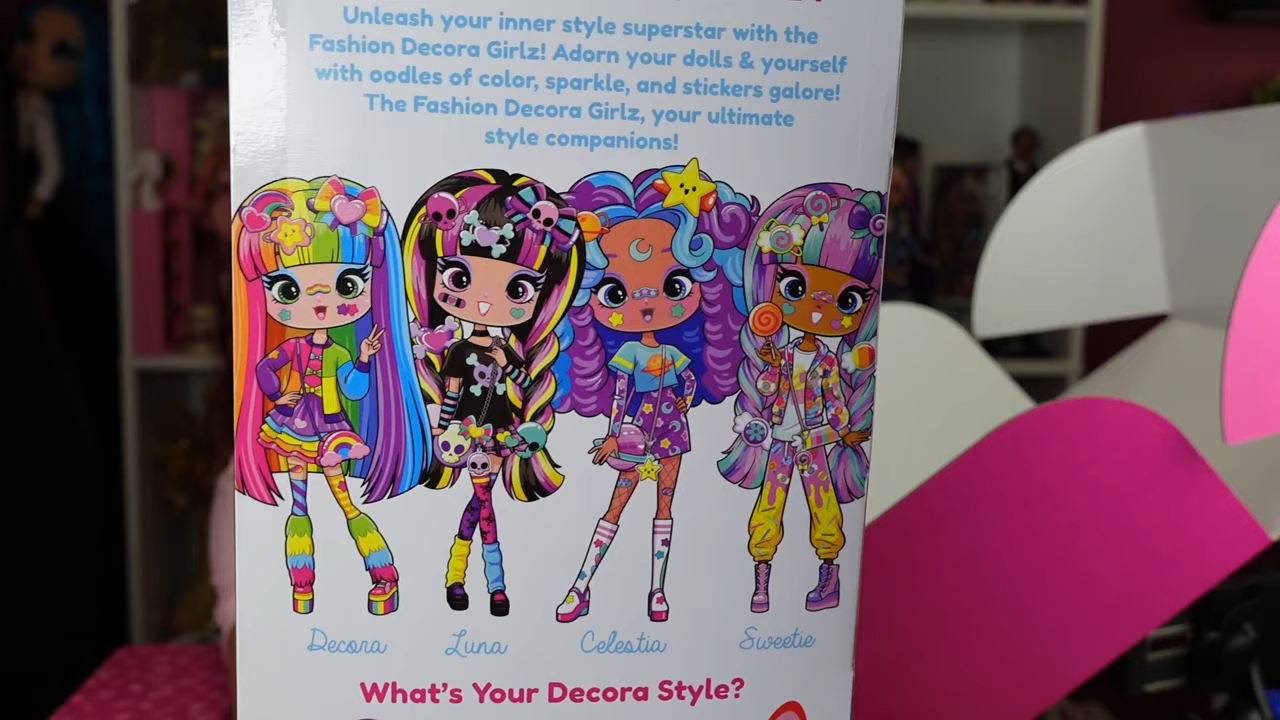 Unleash your inner style superstar with the
Fashion Decora Girlz! Adorn your dolls & yourself
with oodles of color, sparkle, and stickers galore!
The Fashion Decora Girlz, your ultimate
style companions!
Decora Luna Celestia Sweetie
What's Your Decora Style?